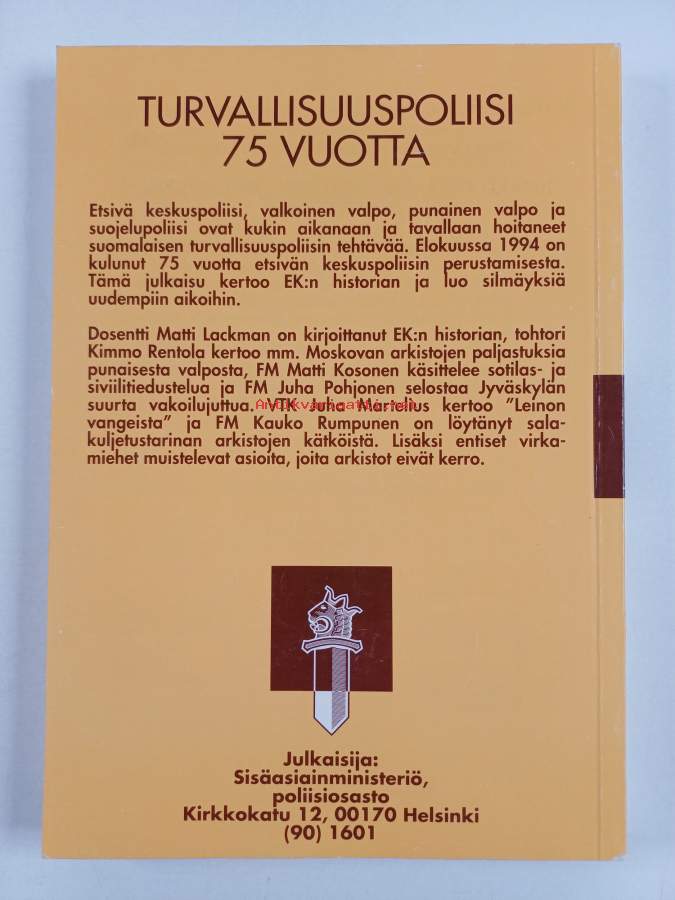 TURVALLISUUSPOLIISI
75 VUOTTA
Etsivä keskuspoliisi, valkoinen valpo, punainen valpo ja
suojelupoliisi ovat kukin aikanaan ja tavallaan hoitaneet
suomalaisen turvallisuuspoliisin tehtävää. Elokuussa 1994 on
kulunut 75 vuotta etsivän keskuspoliisin perustamisesta.
Tämä julkaisu kertoo EK:n historian ja luo silmäyksiä
uudempiin aikoihin.
Dosentti Matti Lackman on kirjoittanut EK:n historian, tohtori
Kimmo Rentola kertoo mm. Moskovan arkistojen paljastuksia
punaisesta valposta, FM Matti Kosonen käsittelee sotilas- ja
siviilitiedustelua ja FM Juha Pohjonen selostaa Jyväskylän
suurta vakoilujuttua. kertoo "Leinon
vangeista" ja FM Kauko Rumpunen on löytänyt sala-
kuljetustarinan arkistojen kätköistä. Lisäksi entiset virka-
miehet muistelevat asioita, joita arkistot eivät kerro.
Julkaisija:
Sisäasiainministeriö,
poliisiosasto
Kirkkokatu 12, 00170 Helsinki
(90) 1601